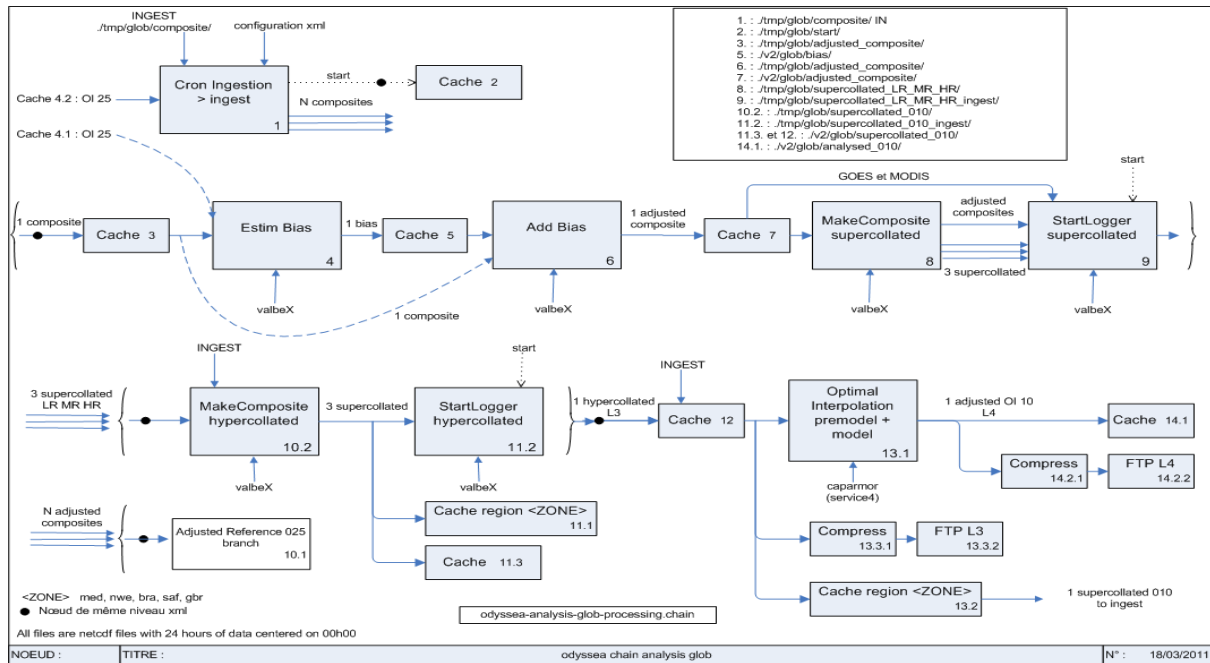 INGEST
./tmp/glob/composite/
configuration xml
Cron Ingestion
> ingest
1
start
Cache 2
N composites
Cache 4.2 : OI 25
Cache 4.1 : OI 25
1. : ./tmp/glob/composite/ IN
2. : ./tmp/glob/start/
3. : ./tmp/glob/adjusted_composite/
5. : ./v2/glob/bias/
6. : ./tmp/glob/adjusted_composite/
7. : ./v2/glob/adjusted_composite/
8. : ./tmp/glob/supercollated_LR_MR_HR/
9. : ./tmp/glob/supercollated_LR_MR_HR_ingest/
10.2. : ./tmp/glob/supercollated_010/
11.2. : ./tmp/glob/supercollated_010_ingest/
11.3. et 12. : ./v2/glob/supercollated_010/
14.1. : ./v2/glob/analysed_010/
1 composite
Cache 3
Estim Bias
4
valbeX
1 bias
Cache 5
1 composite
Add Bias
6
valbeX
1 adjusted
composite
Cache 7
GOES et MODIS
MakeComposite
supercollated
8
valbeX
adjusted
composites
3 supercollated
start
StartLogger
supercollated
9
valbeX
3 supercollated
LR MR HR
INGEST
MakeComposite
hypercollated
10.2
valbeX
3 supercollated
start
StartLogger
hypercollated
11.2
valbeX
Cache region <ZONE>
11.1
Cache 11.3
1 hypercollated
L3
INGEST
Cache 12
Optimal
Interpolation
premodel +
model
13.1
caparmor
(service4)
1 adjusted OI 10
L4
Cache 14.1
Compress
14.2.1
FTP L4
14.2.2
Compress
13.3.1
FTP L3
13.3.2
Cache region <ZONE>
13.2
1 supercollated 010
to ingest
N adjusted
composites
Adjusted Reference 025
branch
10.1
<ZONE> med, nwe, bra, saf, gbr
Nœud de même niveau xml
odyssea-analysis-glob-processing.chain
All files are netcdf files with 24 hours of data centered on 00h00
NOEUD :
TITRE :
odyssea chain analysis glob
N° :
18/03/2011